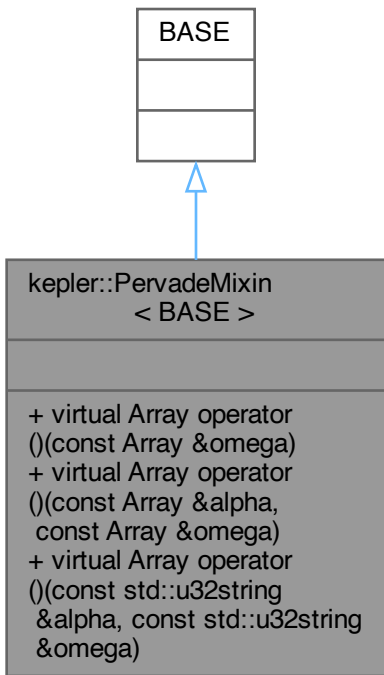 BASE
kepler::PervadeMixin
< BASE >
+ virtual Array operator
()(const Array &omega)
+ virtual Array operator
()(const Array &alpha,
const Array &omega)
+ virtual Array operator
()(const std::u32string
&alpha, const std::u32string
&omega)